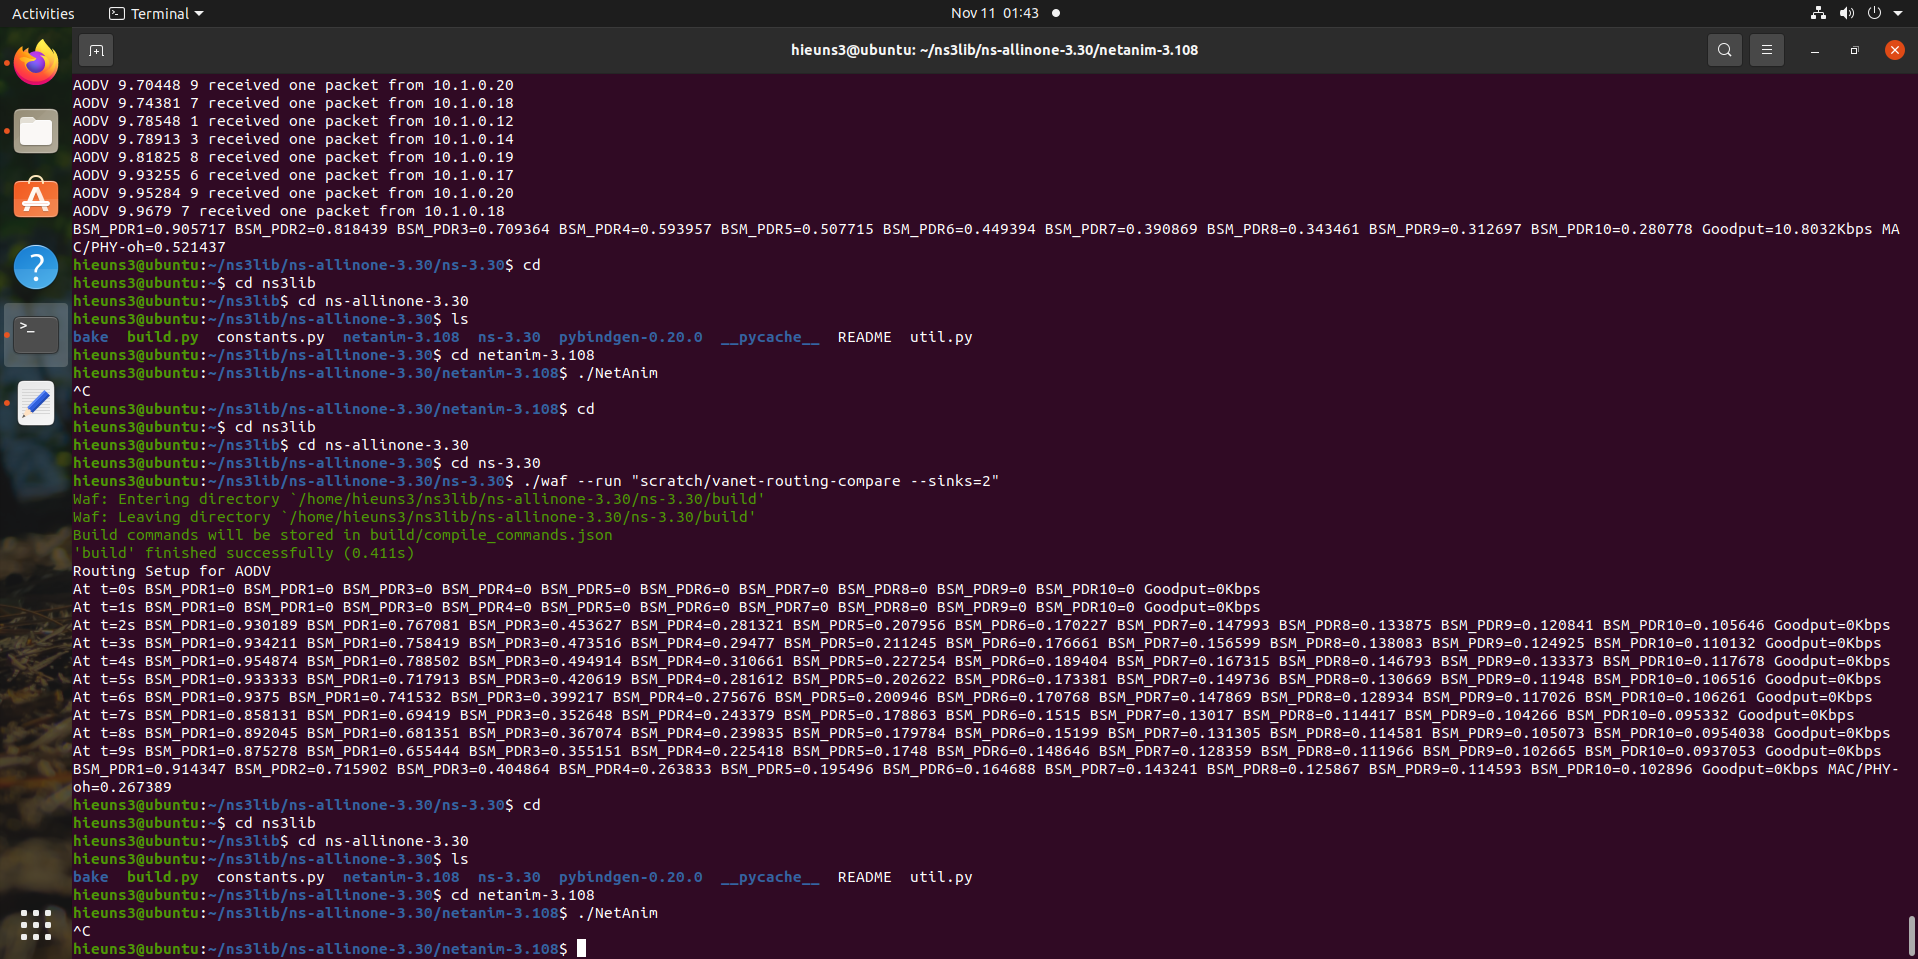 Activities
Terminal
Nov 11 01:43
hieuns3@ubuntu: ~/ns3lib/ns-allinone-3.30/netanim-3.108
AODV 9.70448 9 received one packet from 10.1.0.20
AODV 9.74381 7 received one packet from 10.1.0.18
AODV 9.78548 1 received one packet from 10.1.0.12
AODV 9.78913 3 received one packet from 10.1.0.14
AODV 9.81825 8 received one packet from 10.1.0.19
AODV 9.93255 6 received one packet from 10.1.0.17
AODV 9.95284 9 received one packet from 10.1.0.20
AODV 9.9679 7 received one packet from 10.1.0.18
BSM_PDR1=0.905717 BSM_PDR2=0.818439 BSM_PDR3=0.709364 BSM_PDR4=0.593957 BSM_PDR5=0.507715 BSM_PDR6=0.449394 BSM_PDR7=0.390869 BSM_PDR8=0.343461 BSM_PDR9=0.312697 BSM_PDR10=0.280778 Goodput=10.8032Kbps MA
C/PHY-oh=0.521437
hieuns3@ubuntu:~/ns3lib/ns-allinone-3.30/ns-3.30$ cd
hieuns3@ubuntu:~$ cd ns3lib
hieuns3@ubuntu:~/ns3lib$ cd ns-allinone-3.30
hieuns3@ubuntu:~/ns3lib/ns-allinone-3.30$ ls
bake build.py constants.py netanim-3.108 ns-3.30 pybindgen-0.20.0 __pycache__ README util.py
hieuns3@ubuntu:~/ns3lib/ns-allinone-3.30$ cd netanim-3.108
hieuns3@ubuntu:~/ns3lib/ns-allinone-3.30/netanim-3.108$ ./NetAnim
^C
hieuns3@ubuntu:~/ns3lib/ns-allinone-3.30/netanim-3.108$ cd
hieuns3@ubuntu:~$ cd ns3lib
hieuns3@ubuntu:~/ns3lib$ cd ns-allinone-3.30
hieuns3@ubuntu:~/ns3lib/ns-allinone-3.30$ cd ns-3.30
hieuns3@ubuntu:~/ns3lib/ns-allinone-3.30/ns-3.30$ ./waf --run "scratch/vanet-routing-compare --sinks=2"
Waf: Entering directory `/home/hieuns3/ns3lib/ns-allinone-3.30/ns-3.30/build'
Waf: Leaving directory `/home/hieuns3/ns3lib/ns-allinone-3.30/ns-3.30/build'
Build commands will be stored in build/compile_commands.json
'build' finished successfully (0.411s)
Routing Setup for AODV
At t=0s BSM_PDR1=0 BSM_PDR1=0 BSM_PDR3=0 BSM_PDR4=0 BSM_PDR5=0 BSM_PDR6=0 BSM_PDR7=0 BSM_PDR8=0 BSM_PDR9=0 BSM_PDR10=0 Goodput=0Kbps
At t=1s BSM_PDR1=0 BSM_PDR1=0 BSM_PDR3=0 BSM_PDR4=0 BSM_PDR5=0 BSM_PDR6=0 BSM_PDR7=0 BSM_PDR8=0 BSM_PDR9=0 BSM_PDR10=0 Goodput=0Kbps
At t=2s BSM_PDR1=0.930189 BSM_PDR1=0.767081 BSM_PDR3=0.453627 BSM_PDR4=0.281321 BSM_PDR5=0.207956 BSM_PDR6=0.170227 BSM_PDR7=0.147993 BSM_PDR8=0.133875 BSM_PDR9=0.120841 BSM_PDR10=0.105646 Goodput=0Kbps
At t=3s BSM_PDR1=0.934211 BSM_PDR1=0.758419 BSM_PDR3=0.473516 BSM_PDR4=0.29477 BSM_PDR5=0.211245 BSM_PDR6=0.176661 BSM_PDR7=0.156599 BSM_PDR8=0.138083 BSM_PDR9=0.124925 BSM_PDR10=0.110132 Goodput=0Kbps
At t=4s BSM_PDR1=0.954874 BSM_PDR1=0.788502 BSM_PDR3=0.494914 BSM_PDR4=0.310661 BSM_PDR5=0.227254 BSM_PDR6=0.189404 BSM_PDR7=0.167315 BSM_PDR8=0.146793 BSM_PDR9=0.133373 BSM_PDR10=0.117678 Goodput=0Kbps
At t=5s BSM_PDR1=0.933333 BSM_PDR1=0.717913 BSM_PDR3=0.420619 BSM_PDR4=0.281612 BSM_PDR5=0.202622 BSM_PDR6=0.173381 BSM_PDR7=0.149736 BSM_PDR8=0.130669 BSM_PDR9=0.11948 BSM_PDR10=0.106516 Goodput=0Kbps
At t=6s BSM_PDR1=0.9375 BSM_PDR1=0.741532 BSM_PDR3=0.399217 BSM_PDR4=0.275676 BSM_PDR5=0.200946 BSM_PDR6=0.170768 BSM_PDR7=0.147869 BSM_PDR8=0.128934 BSM_PDR9=0.117026 BSM_PDR10=0.106261 Goodput=0Kbps
At t=7s BSM_PDR1=0.858131 BSM_PDR1=0.69419 BSM_PDR3=0.352648 BSM_PDR4=0.243379 BSM_PDR5=0.178863 BSM_PDR6=0.1515 BSM_PDR7=0.13017 BSM_PDR8=0.114417 BSM_PDR9=0.104266 BSM_PDR10=0.095332 Goodput=0Kbps
At t=8s BSM_PDR1=0.892045 BSM_PDR1=0.681351 BSM_PDR3=0.367074 BSM_PDR4=0.239835 BSM_PDR5=0.179784 BSM_PDR6=0.15199 BSM_PDR7=0.131305 BSM_PDR8=0.114581 BSM_PDR9=0.105073 BSM_PDR10=0.0954038 Goodput=0Kbps
At t=9s BSM_PDR1=0.875278 BSM_PDR1=0.655444 BSM_PDR3=0.355151 BSM_PDR4=0.225418 BSM_PDR5=0.1748 BSM_PDR6=0.148646 BSM_PDR7=0.128359 BSM_PDR8=0.111966 BSM_PDR9=0.102665 BSM_PDR10=0.0937053 Goodput=0Kbps
BSM_PDR1=0.914347 BSM_PDR2=0.715902 BSM_PDR3=0.404864 BSM_PDR4=0.263833 BSM_PDR5=0.195496 BSM_PDR6=0.164688 BSM_PDR7=0.143241 BSM_PDR8=0.125867 BSM_PDR9=0.114593 BSM_PDR10=0.102896 Goodput=0Kbps MAC/PHY-
oh=0.267389
hieuns3@ubuntu:~/ns3lib/ns-allinone-3.30/ns-3.30$ cd
hieuns3@ubuntu:~$ cd ns3lib
hieuns3@ubuntu:~/ns3lib$ cd ns-allinone-3.30
hieuns3@ubuntu:~/ns3lib/ns-allinone-3.30$ ls
bake build.py constants.py netanim-3.108 ns-3.30 pybindgen-0.20.0 __pycache__ README util.py
hieuns3@ubuntu:~/ns3lib/ns-allinone-3.30$ cd netanim-3.108
hieuns3@ubuntu:~/ns3lib/ns-allinone-3.30/netanim-3.108$ ./NetAnim
^C
hieuns3@ubuntu:~/ns3lib/ns-allinone-3.30/netanim-3.108$